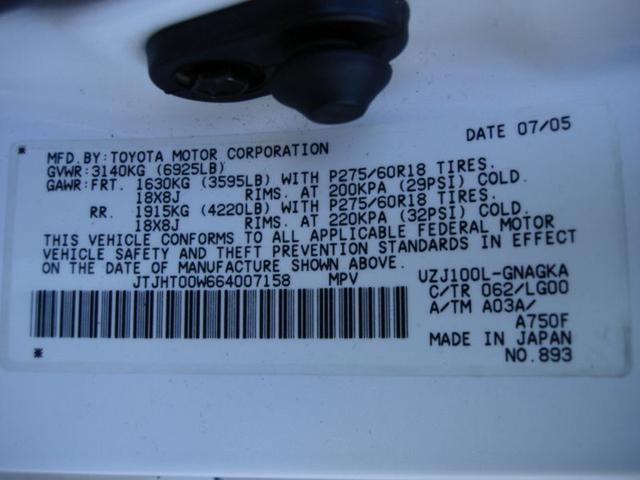 DATE 07/05
MFD.BY:TOYOTA MOTOR CORPORATION
GVWR:3140KG (6925LB)
GAWR:FRT. 1630KG (3595LB) WITH P275/60R18 TIRES.
18X8J RIMS. AT 200KPA (29PSI) COLD.
RR. 1915KG (4220LB) WITH P275/60R18 TIRES.
18X8J RIMS. AT 220KPA (32PSI) COLD.
THIS VEHICLE CONFORMS TO ALL APPLICABLE FEDERAL MOTOR
VEHICLE SAFETY AND THEFT PREVENTION STANDARDS IN EFFECT
ON THE DATE OF MANUFACTURE SHOWN ABOVE.
JTJHT00W664007158 MPV UZJ100L-GNAGKA
C/TR 062/LG00
A/TM A03A/
A750F
MADE IN JAPAN
NO.893